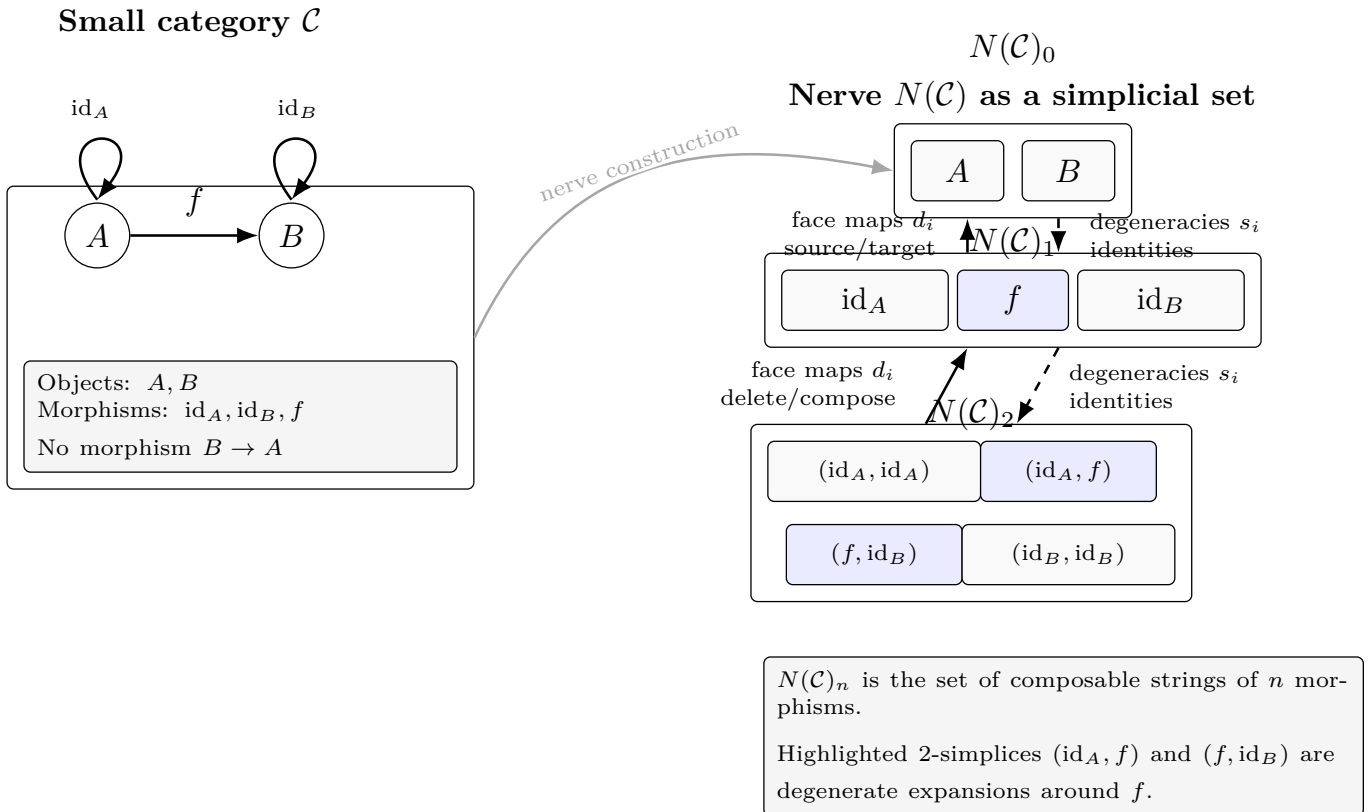 Small category 𝒞
id_A
id_B
f
A
B
Objects: A, B
Morphisms: id_A, id_B, f
No morphism B → A
nerve construction
N(𝒞)_0
Nerve N(𝒞) as a simplicial set
A
B
face maps d_i
source/target
degeneracies s_i
identities
N(𝒞)_1
id_A
f
id_B
face maps d_i
delete/compose
degeneracies s_i
identities
N(𝒞)_2
(id_A, id_A)
(id_A, f)
(f, id_B)
(id_B, id_B)
N(𝒞)_n is the set of composable strings of n mor-
phisms.
Highlighted 2-simplices (id_A, f) and (f, id_B) are
degenerate expansions around f.